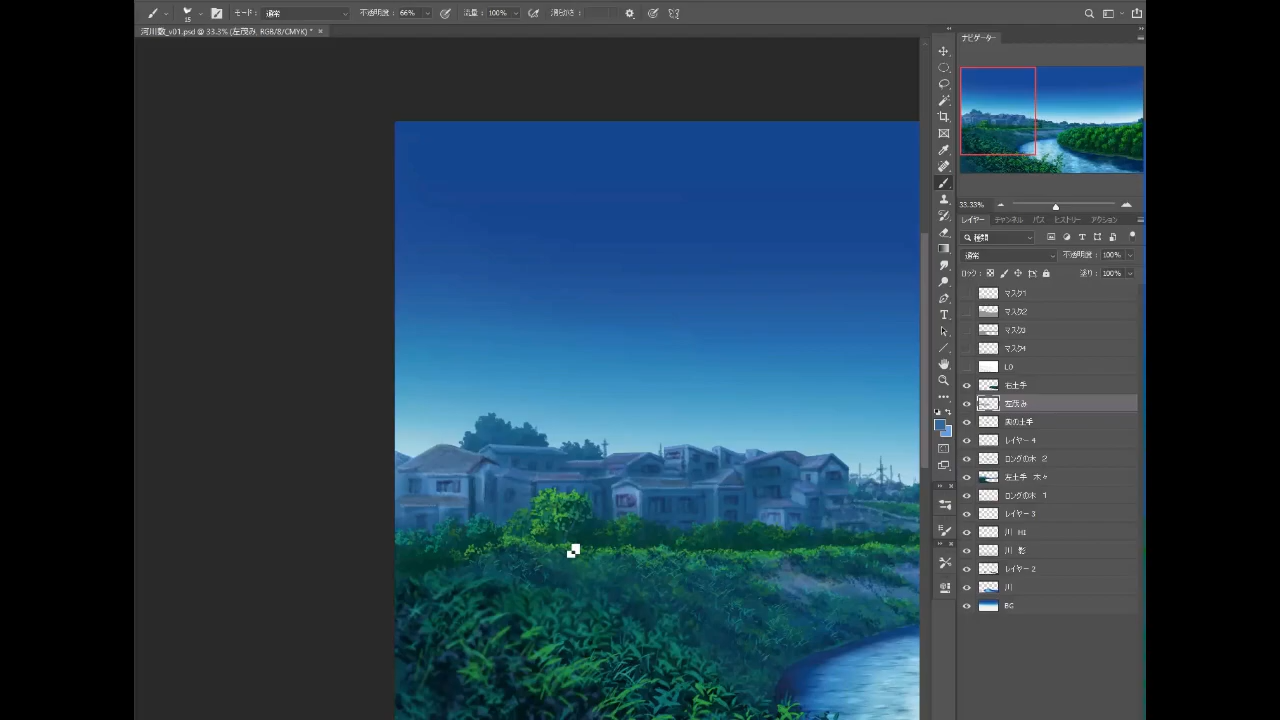 15 モード： 通常 不透明度： 66% 流量： 100% 滑らかさ：
河川敷_v01.psd @ 33.3% (左茂み, RGB/8/CMYK) * ×
ナビゲーター
33.33%
レイヤー チャンネル パス ヒストリー アクション
種類
通常 不透明度： 100%
ロック： 塗り： 100%
マスク1
マスク2
マスク3
マスク4
LO
右土手
左茂み
奥の土手
レイヤー 4
ロングの木 2
左土手 木々
ロングの木 1
レイヤー 3
川 HI
川 影
レイヤー 2
川
BG